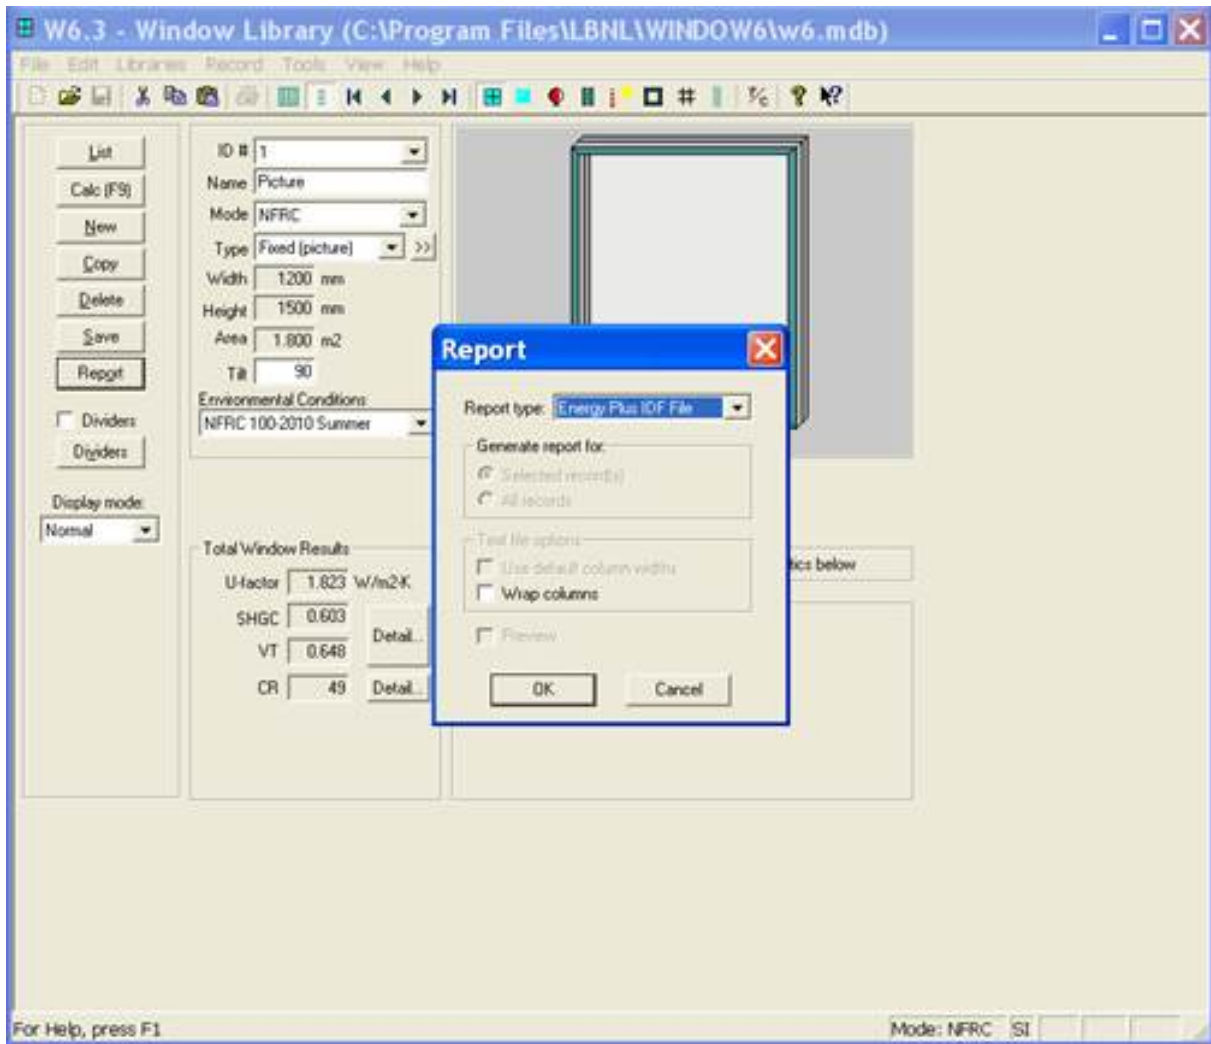 W6.3 - Window Library (C:\Program Files\LBNL\WINDOW6\w6.mdb)
File Edit Libraries Record Tools View Help
List
Calc (F9)
New
Copy
Delete
Save
Report
Dividers
Dividers
Display mode:
Normal
ID # 1
Name Picture
Mode NFRC
Type Fixed (picture) >>
Width 1200 mm
Height 1500 mm
Area 1.800 m2
Tilt 90
Environmental Conditions
NFRC 100-2010 Summer
Total Window Results
U-factor 1.823 W/m2-K
SHGC 0.603
Detail...
VT 0.648
CR 49 Detail...
tics below
Report
Report type: Energy Plus IDF File
Generate report for:
Selected record(s)
All records
Text file options
Use default column widths
Wrap columns
Preview
OK Cancel
For Help, press F1
Mode: NFRC SI